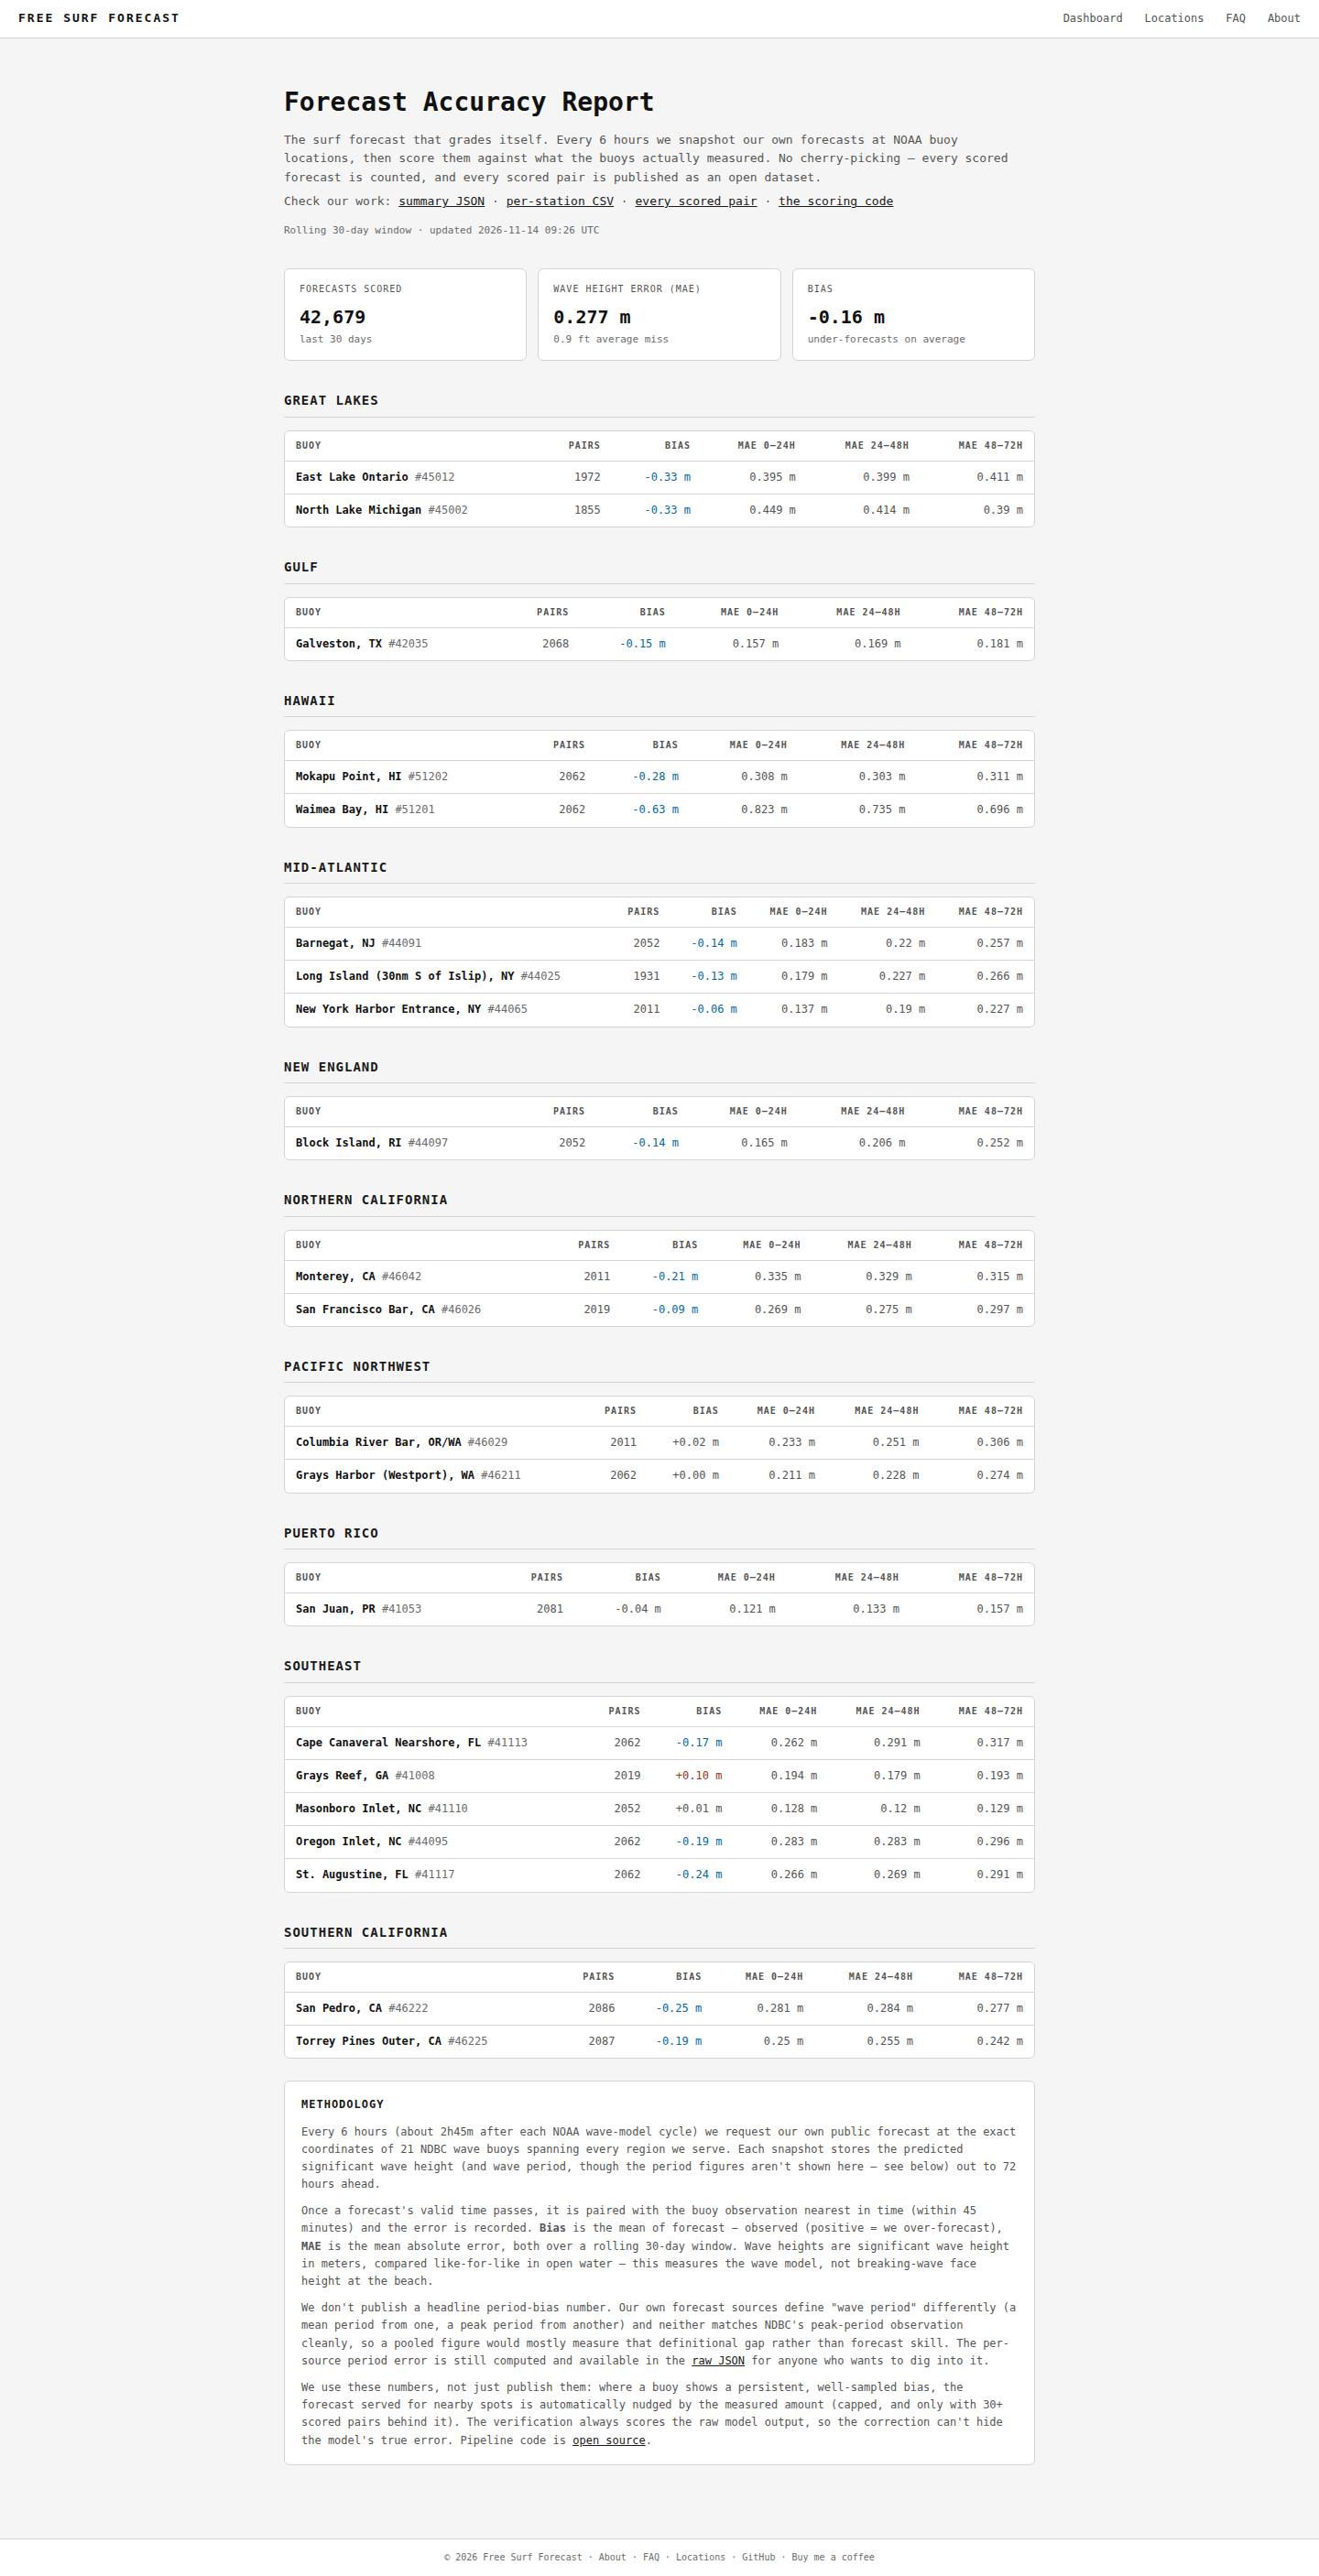 FREE SURF FORECAST Dashboard Locations FAQ About
Forecast Accuracy Report
The surf forecast that grades itself. Every 6 hours we snapshot our own forecasts at NOAA buoy
locations, then score them against what the buoys actually measured. No cherry-picking — every scored
forecast is counted, and every scored pair is published as an open dataset.
Check our work: summary JSON · per-station CSV · every scored pair · the scoring code
Rolling 30-day window · updated 2026-11-14 09:26 UTC
FORECASTS SCORED
42,679
last 30 days
WAVE HEIGHT ERROR (MAE)
0.277 m
0.9 ft average miss
BIAS
-0.16 m
under-forecasts on average
GREAT LAKES
BUOY PAIRS BIAS MAE 0–24H MAE 24–48H MAE 48–72H
East Lake Ontario #45012 1972 -0.33 m 0.395 m 0.399 m 0.411 m
North Lake Michigan #45002 1855 -0.33 m 0.449 m 0.414 m 0.39 m
GULF
BUOY PAIRS BIAS MAE 0–24H MAE 24–48H MAE 48–72H
Galveston, TX #42035 2068 -0.15 m 0.157 m 0.169 m 0.181 m
HAWAII
BUOY PAIRS BIAS MAE 0–24H MAE 24–48H MAE 48–72H
Mokapu Point, HI #51202 2062 -0.28 m 0.308 m 0.303 m 0.311 m
Waimea Bay, HI #51201 2062 -0.63 m 0.823 m 0.735 m 0.696 m
MID-ATLANTIC
BUOY PAIRS BIAS MAE 0–24H MAE 24–48H MAE 48–72H
Barnegat, NJ #44091 2052 -0.14 m 0.183 m 0.22 m 0.257 m
Long Island (30nm S of Islip), NY #44025 1931 -0.13 m 0.179 m 0.227 m 0.266 m
New York Harbor Entrance, NY #44065 2011 -0.06 m 0.137 m 0.19 m 0.227 m
NEW ENGLAND
BUOY PAIRS BIAS MAE 0–24H MAE 24–48H MAE 48–72H
Block Island, RI #44097 2052 -0.14 m 0.165 m 0.206 m 0.252 m
NORTHERN CALIFORNIA
BUOY PAIRS BIAS MAE 0–24H MAE 24–48H MAE 48–72H
Monterey, CA #46042 2011 -0.21 m 0.335 m 0.329 m 0.315 m
San Francisco Bar, CA #46026 2019 -0.09 m 0.269 m 0.275 m 0.297 m
PACIFIC NORTHWEST
BUOY PAIRS BIAS MAE 0–24H MAE 24–48H MAE 48–72H
Columbia River Bar, OR/WA #46029 2011 +0.02 m 0.233 m 0.251 m 0.306 m
Grays Harbor (Westport), WA #46211 2062 +0.00 m 0.211 m 0.228 m 0.274 m
PUERTO RICO
BUOY PAIRS BIAS MAE 0–24H MAE 24–48H MAE 48–72H
San Juan, PR #41053 2081 -0.04 m 0.121 m 0.133 m 0.157 m
SOUTHEAST
BUOY PAIRS BIAS MAE 0–24H MAE 24–48H MAE 48–72H
Cape Canaveral Nearshore, FL #41113 2062 -0.17 m 0.262 m 0.291 m 0.317 m
Grays Reef, GA #41008 2019 +0.10 m 0.194 m 0.179 m 0.193 m
Masonboro Inlet, NC #41110 2052 +0.01 m 0.128 m 0.12 m 0.129 m
Oregon Inlet, NC #44095 2062 -0.19 m 0.283 m 0.283 m 0.296 m
St. Augustine, FL #41117 2062 -0.24 m 0.266 m 0.269 m 0.291 m
SOUTHERN CALIFORNIA
BUOY PAIRS BIAS MAE 0–24H MAE 24–48H MAE 48–72H
San Pedro, CA #46222 2086 -0.25 m 0.281 m 0.284 m 0.277 m
Torrey Pines Outer, CA #46225 2087 -0.19 m 0.25 m 0.255 m 0.242 m
METHODOLOGY
Every 6 hours (about 2h45m after each NOAA wave-model cycle) we request our own public forecast at the exact
coordinates of 21 NDBC wave buoys spanning every region we serve. Each snapshot stores the predicted
significant wave height (and wave period, though the period figures aren't shown here — see below) out to 72
hours ahead.
Once a forecast's valid time passes, it is paired with the buoy observation nearest in time (within 45
minutes) and the error is recorded. Bias is the mean of forecast − observed (positive = we over-forecast),
MAE is the mean absolute error, both over a rolling 30-day window. Wave heights are significant wave height
in meters, compared like-for-like in open water — this measures the wave model, not breaking-wave face
height at the beach.
We don't publish a headline period-bias number. Our own forecast sources define "wave period" differently (a
mean period from one, a peak period from another) and neither matches NDBC's peak-period observation
cleanly, so a pooled figure would mostly measure that definitional gap rather than forecast skill. The per-
source period error is still computed and available in the raw JSON for anyone who wants to dig into it.
We use these numbers, not just publish them: where a buoy shows a persistent, well-sampled bias, the
forecast served for nearby spots is automatically nudged by the measured amount (capped, and only with 30+
scored pairs behind it). The verification always scores the raw model output, so the correction can't hide
the model's true error. Pipeline code is open source.
© 2026 Free Surf Forecast · About · FAQ · Locations · GitHub · Buy me a coffee